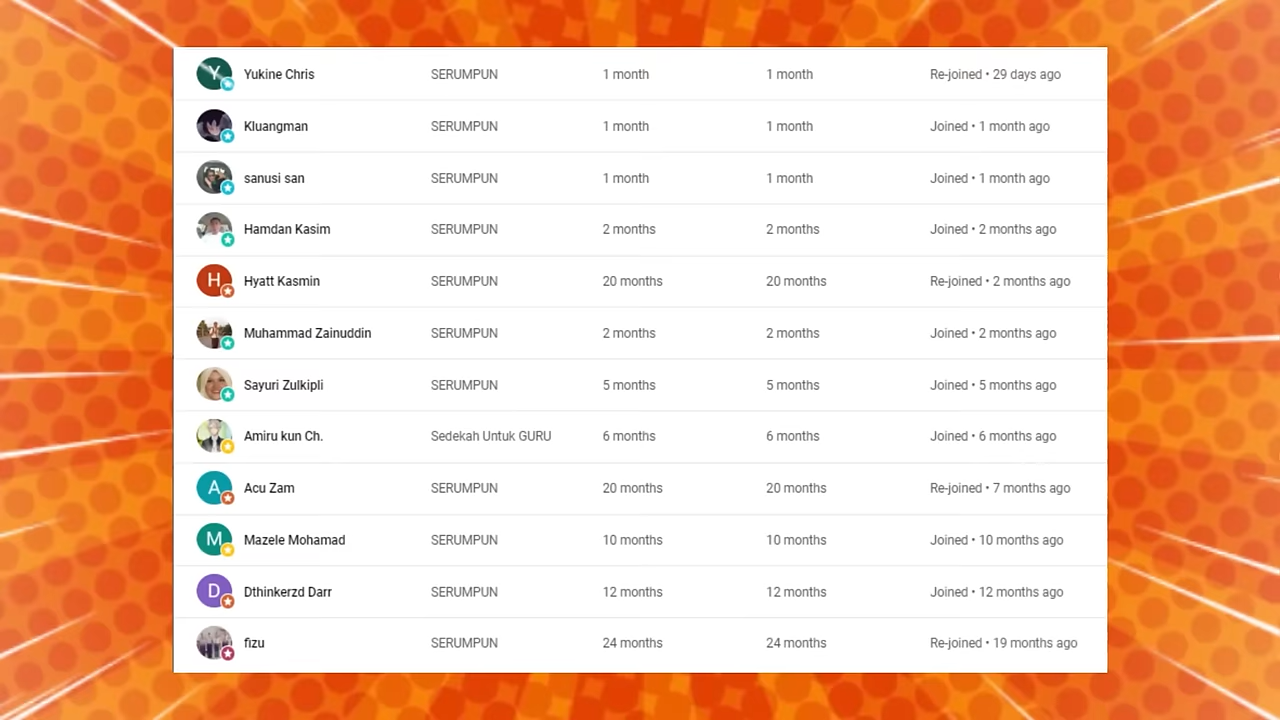 Y Yukine Chris SERUMPUN 1 month 1 month Re-joined • 29 days ago
Kluangman SERUMPUN 1 month 1 month Joined • 1 month ago
sanusi san SERUMPUN 1 month 1 month Joined • 1 month ago
Hamdan Kasim SERUMPUN 2 months 2 months Joined • 2 months ago
H Hyatt Kasmin SERUMPUN 20 months 20 months Re-joined • 2 months ago
Muhammad Zainuddin SERUMPUN 2 months 2 months Joined • 2 months ago
Sayuri Zulkipli SERUMPUN 5 months 5 months Joined • 5 months ago
Amiru kun Ch. Sedekah Untuk GURU 6 months 6 months Joined • 6 months ago
A Acu Zam SERUMPUN 20 months 20 months Re-joined • 7 months ago
M Mazele Mohamad SERUMPUN 10 months 10 months Joined • 10 months ago
D Dthinkerzd Darr SERUMPUN 12 months 12 months Joined • 12 months ago
fizu SERUMPUN 24 months 24 months Re-joined • 19 months ago